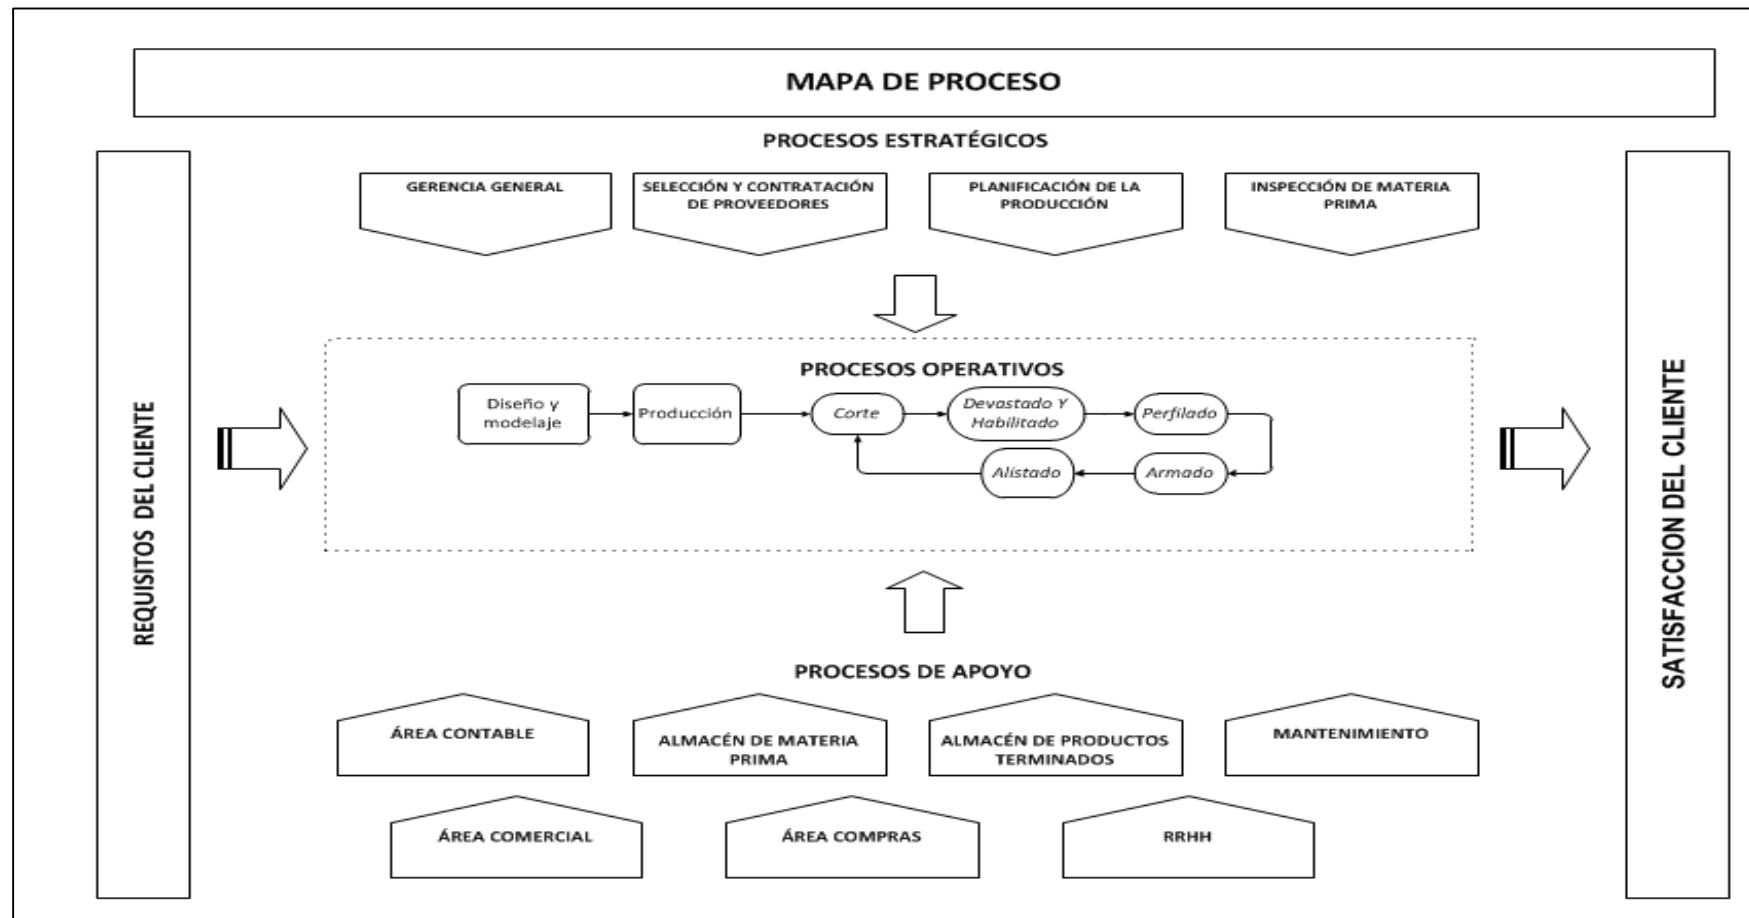 MAPA DE PROCESO
PROCESOS ESTRATÉGICOS
GERENCIA GENERAL
SELECCIÓN Y CONTRATACIÓN
DE PROVEEDORES
PLANIFICACIÓN DE LA
PRODUCCIÓN
INSPECCIÓN DE MATERIA
PRIMA
REQUISITOS DEL CLIENTE
PROCESOS OPERATIVOS
Diseño y
modelaje
Producción
Corte
Devastado Y
Habilitado
Perfilado
Armado
Alistado
SATISFACCION DEL CLIENTE
PROCESOS DE APOYO
ÁREA CONTABLE
ALMACÉN DE MATERIA
PRIMA
ALMACÉN DE PRODUCTOS
TERMINADOS
MANTENIMIENTO
ÁREA COMERCIAL
ÁREA COMPRAS
RRHH